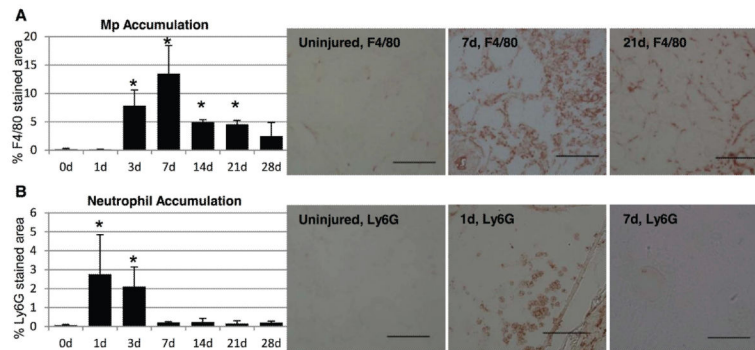 A
Mp Accumulation
% F4/80 stained area
20
15
10
5
0
* * * *
0d 1d 3d 7d 14d 21d 28d
Uninjured, F4/80
7d, F4/80
21d, F4/80
B
Neutrophil Accumulation
% Ly6G stained area
6
5
4
3
2
1
0
* *
0d 1d 3d 7d 14d 21d 28d
Uninjured, Ly6G
1d, Ly6G
7d, Ly6G